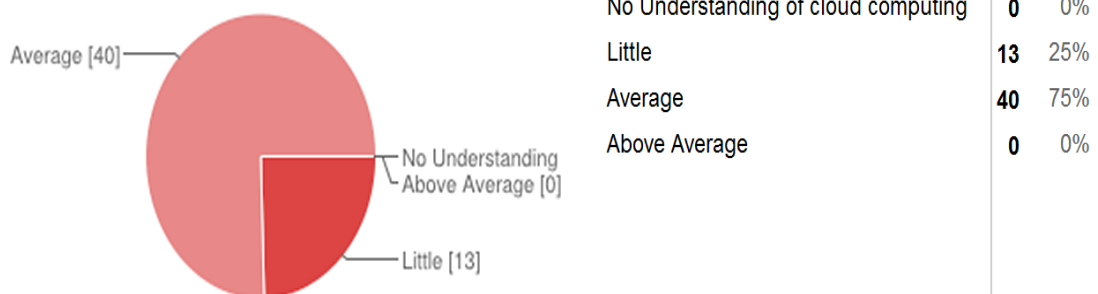 Average [40]
No Understanding
Above Average [0]
Little [13]
No Understanding of cloud computing 0 0%
Little 13 25%
Average 40 75%
Above Average 0 0%